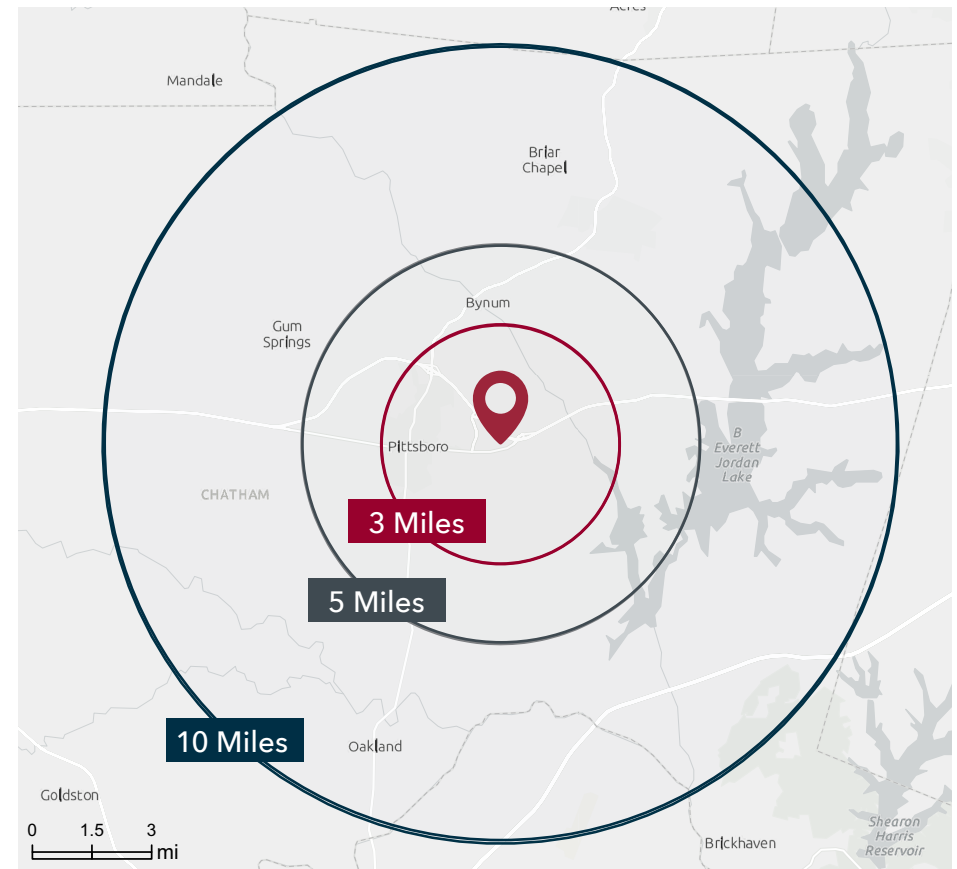 Acres
Mandale
Briar
Chapel
Bynum
Gum
Springs
Pittsboro
B
Everett
Jordan
Lake
CHATHAM
3 Miles
5 Miles
10 Miles
Oakland
Goldston
Shearon
Harris
Reservoir
Brickhaven
0 1.5 3
mi